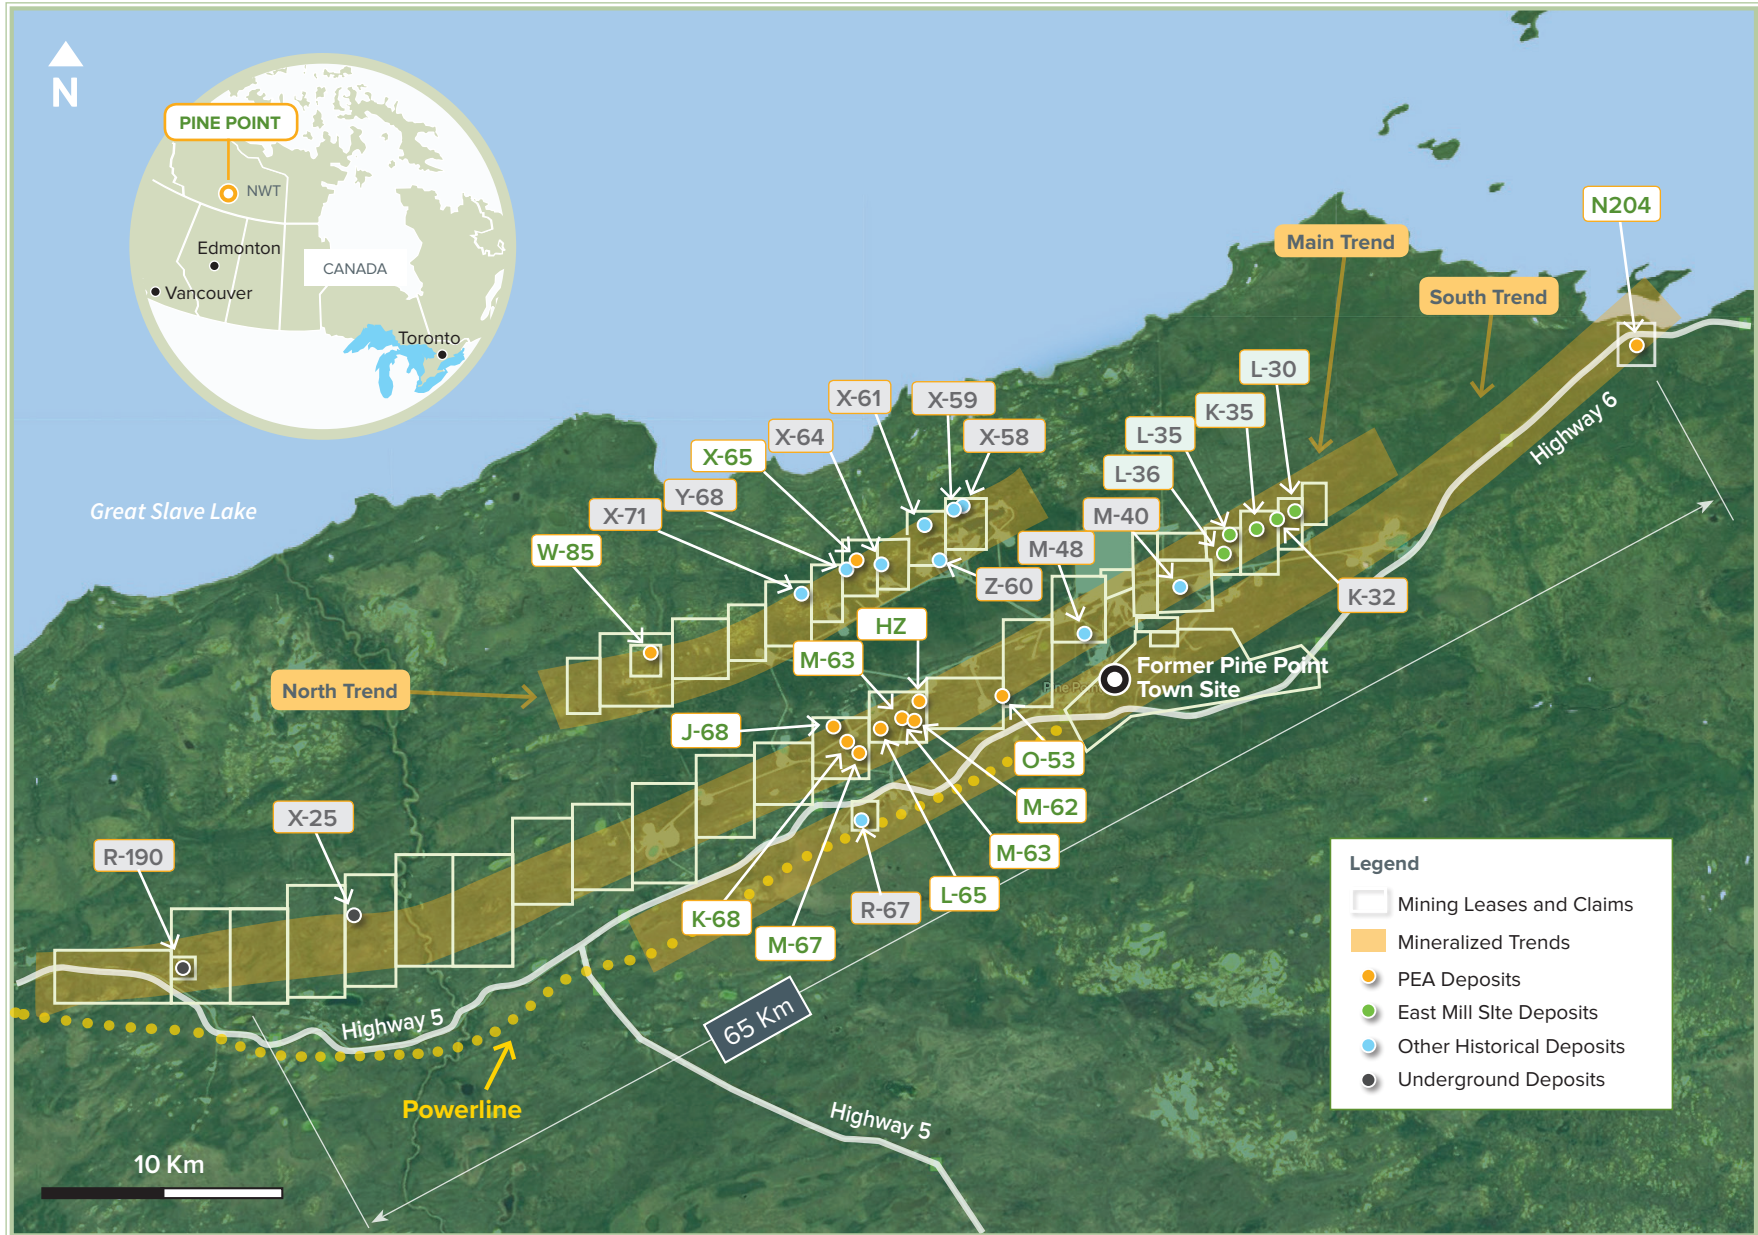 N
PINE POINT
NWT
Edmonton
CANADA
Vancouver
Toronto
N204
Main Trend
South Trend
L-30
X-61
X-59
K-35
Highway 6
X-64
X-58
L-35
X-65
L-36
Y-68
Great Slave Lake
X-71
M-40
W-85
M-48
Z-60
K-32
HZ
M-63
Former Pine Point
Town Site
Pine Point
North Trend
J-68
O-53
M-62
X-25
R-190
M-63
L-65
R-67
K-68
M-67
Legend
Mining Leases and Claims
Mineralized Trends
PEA Deposits
East Mill SIte Deposits
Other Historical Deposits
Underground Deposits
65 Km
Highway 5
Powerline
Highway 5
10 Km